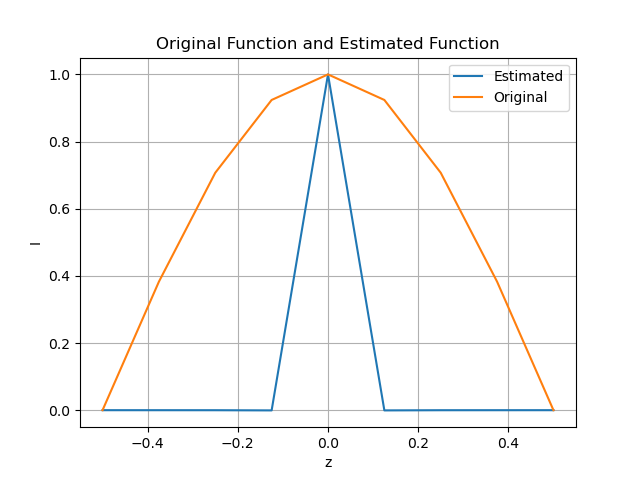 Original Function and Estimated Function
Estimated
Original
1.0
0.8
0.6
0.4
0.2
0.0
I
−0.4
−0.2
0.0
0.2
0.4
z